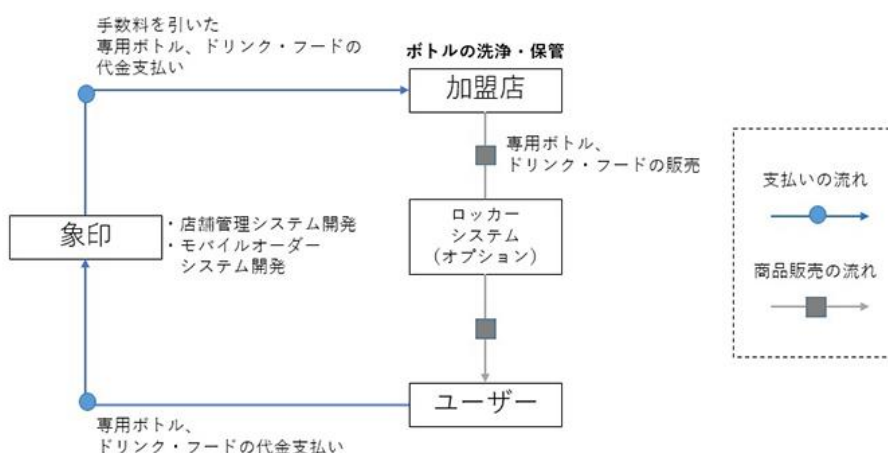 手数料を引いた
専用ボトル、ドリンク・フードの
代金支払い
ボトルの洗浄・保管
加盟店
専用ボトル、
ドリンク・フードの販売
支払いの流れ
ロッカー
システム
(オプション)
象印
・店舗管理システム開発
・モバイルオーダー
システム開発
商品販売の流れ
ユーザー
専用ボトル、
ドリンク・フードの代金支払い